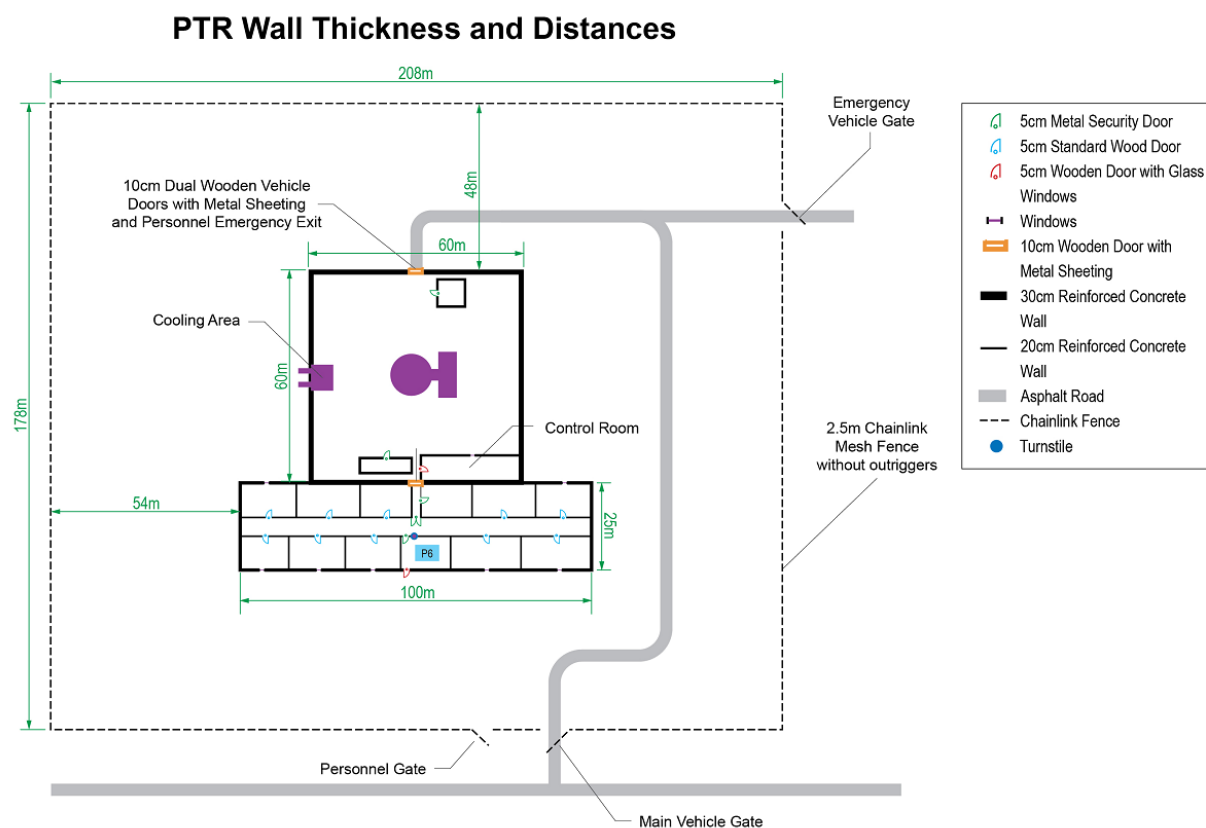 PTR Wall Thickness and Distances
208m
Emergency
Vehicle Gate
5cm Metal Security Door
5cm Standard Wood Door
5cm Wooden Door with Glass
Windows
Windows
10cm Wooden Door with
Metal Sheeting
30cm Reinforced Concrete
Wall
20cm Reinforced Concrete
Wall
Asphalt Road
Chainlink Fence
Turnstile
10cm Dual Wooden Vehicle
Doors with Metal Sheeting
and Personnel Emergency Exit
48m
60m
Cooling Area
60m
178m
Control Room
2.5m Chainlink
Mesh Fence
without outriggers
54m
25m
P6
100m
Personnel Gate
Main Vehicle Gate